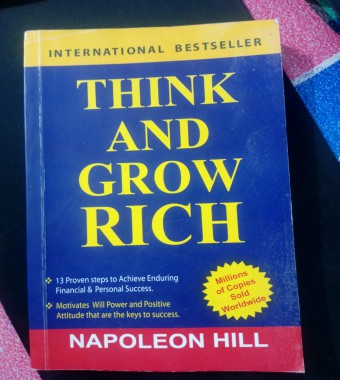 INTERNATIONAL BESTSELLER
THINK
AND
GROW
RICH
13 Proven steps to Achieve Enduring
Financial & Personal Success.
Motivates Will Power and Positive
Attitude that are the keys to success.
Millions
of Copies
Sold
Worldwide
NAPOLEON HILL